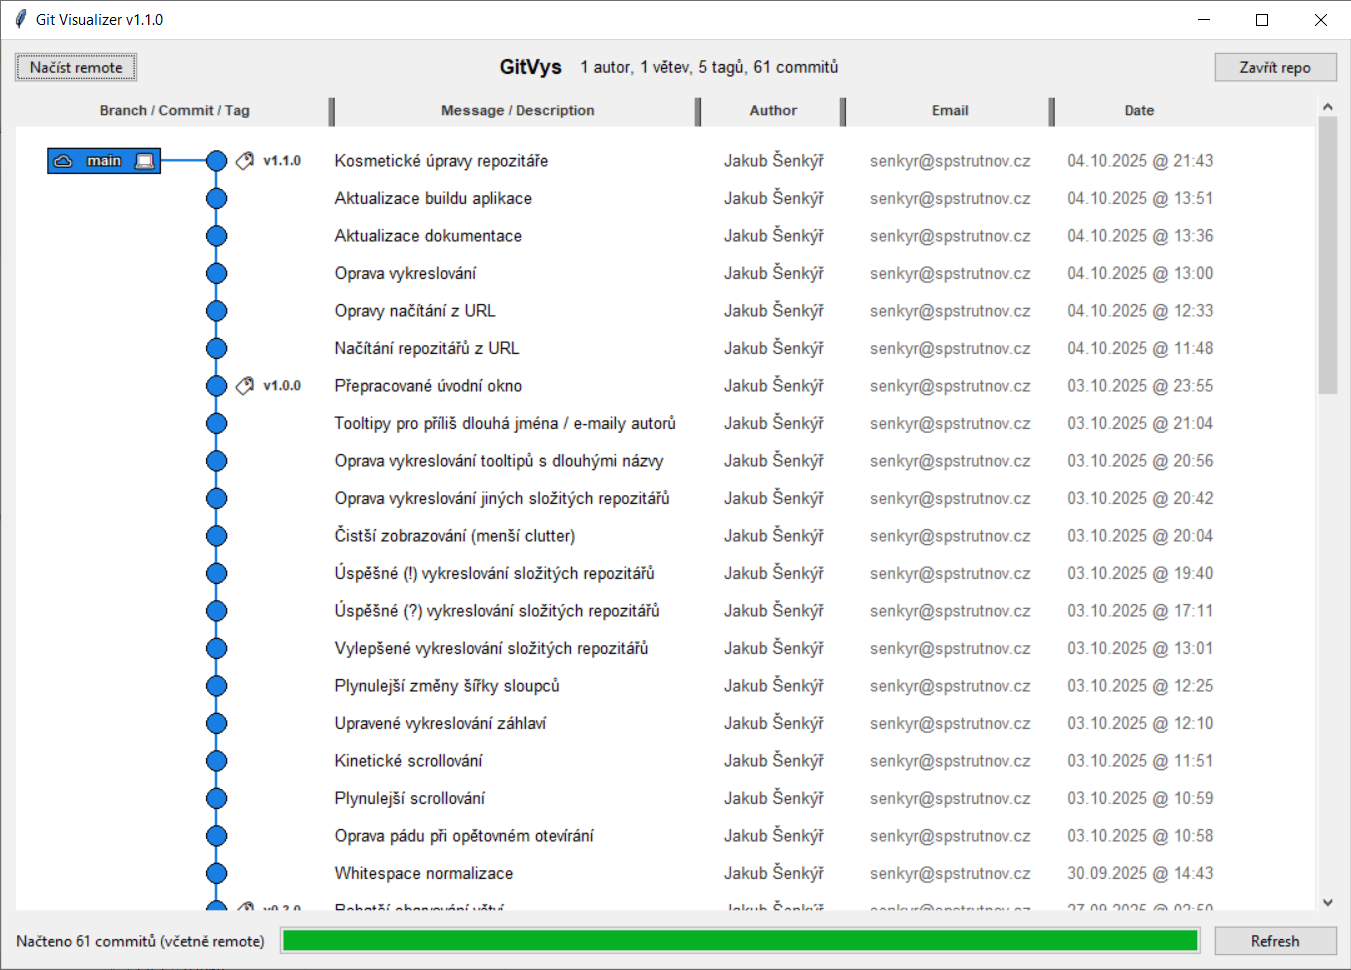 Git Visualizer v1.1.0
Načíst remote GitVys 1 autor, 1 větev, 5 tagů, 61 commitů Zavřít repo
Branch / Commit / Tag Message / Description Author Email Date
main v1.1.0 Kosmetické úpravy repozitáře Jakub Šenkýř senkyr@spstrutnov.cz 04.10.2025 @ 21:43
Aktualizace buildu aplikace Jakub Šenkýř senkyr@spstrutnov.cz 04.10.2025 @ 13:51
Aktualizace dokumentace Jakub Šenkýř senkyr@spstrutnov.cz 04.10.2025 @ 13:36
Oprava vykreslování Jakub Šenkýř senkyr@spstrutnov.cz 04.10.2025 @ 13:00
Opravy načítání z URL Jakub Šenkýř senkyr@spstrutnov.cz 04.10.2025 @ 12:33
Načítání repozitářů z URL Jakub Šenkýř senkyr@spstrutnov.cz 04.10.2025 @ 11:48
v1.0.0 Přepracované úvodní okno Jakub Šenkýř senkyr@spstrutnov.cz 03.10.2025 @ 23:55
Tooltipy pro příliš dlouhá jména / e-maily autorů Jakub Šenkýř senkyr@spstrutnov.cz 03.10.2025 @ 21:04
Oprava vykreslování tooltipů s dlouhými názvy Jakub Šenkýř senkyr@spstrutnov.cz 03.10.2025 @ 20:56
Oprava vykreslování jiných složitých repozitářů Jakub Šenkýř senkyr@spstrutnov.cz 03.10.2025 @ 20:42
Čistší zobrazování (menší clutter) Jakub Šenkýř senkyr@spstrutnov.cz 03.10.2025 @ 20:04
Úspěšné (!) vykreslování složitých repozitářů Jakub Šenkýř senkyr@spstrutnov.cz 03.10.2025 @ 19:40
Úspěšné (?) vykreslování složitých repozitářů Jakub Šenkýř senkyr@spstrutnov.cz 03.10.2025 @ 17:11
Vylepšené vykreslování složitých repozitářů Jakub Šenkýř senkyr@spstrutnov.cz 03.10.2025 @ 13:01
Plynulejší změny šířky sloupců Jakub Šenkýř senkyr@spstrutnov.cz 03.10.2025 @ 12:25
Upravené vykreslování záhlaví Jakub Šenkýř senkyr@spstrutnov.cz 03.10.2025 @ 12:10
Kinetické scrollování Jakub Šenkýř senkyr@spstrutnov.cz 03.10.2025 @ 11:51
Plynulejší scrollování Jakub Šenkýř senkyr@spstrutnov.cz 03.10.2025 @ 10:59
Oprava pádu při opětovném otevírání Jakub Šenkýř senkyr@spstrutnov.cz 03.10.2025 @ 10:58
Whitespace normalizace Jakub Šenkýř senkyr@spstrutnov.cz 30.09.2025 @ 14:43
Jakub Šenkýř senkyr@spstrutnov.cz
Načteno 61 commitů (včetně remote) Refresh